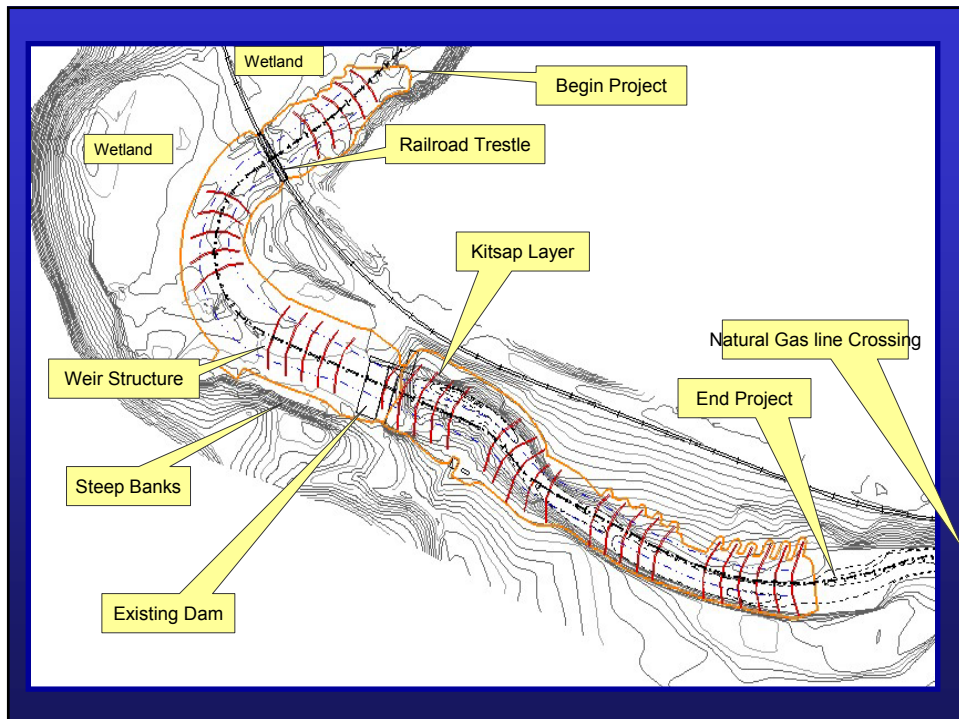 Wetland
Begin Project
Railroad Trestle
Wetland
Kitsap Layer
Natural Gas line Crossing
Weir Structure
End Project
Steep Banks
Existing Dam